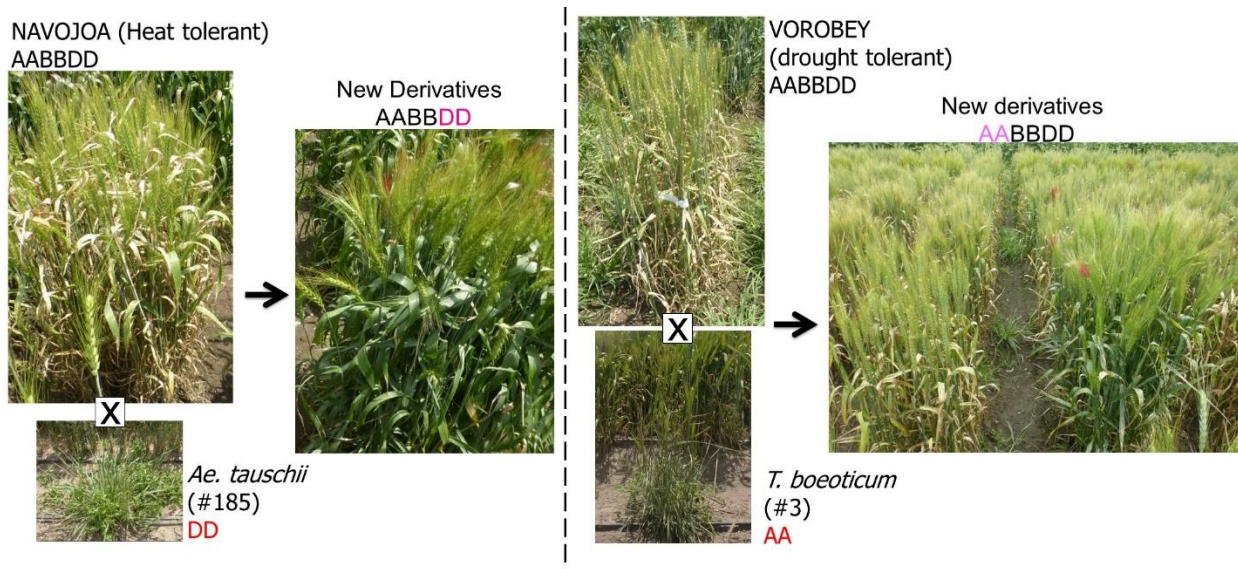 NAVOJOA (Heat tolerant)
AABBDD
New Derivatives
AABBDD
X
Ae. tauschii
(#185)
DD
VOROBEY
(drought tolerant)
AABBDD
New derivatives
AABBDD
X
T. boeoticum
(#3)
AA